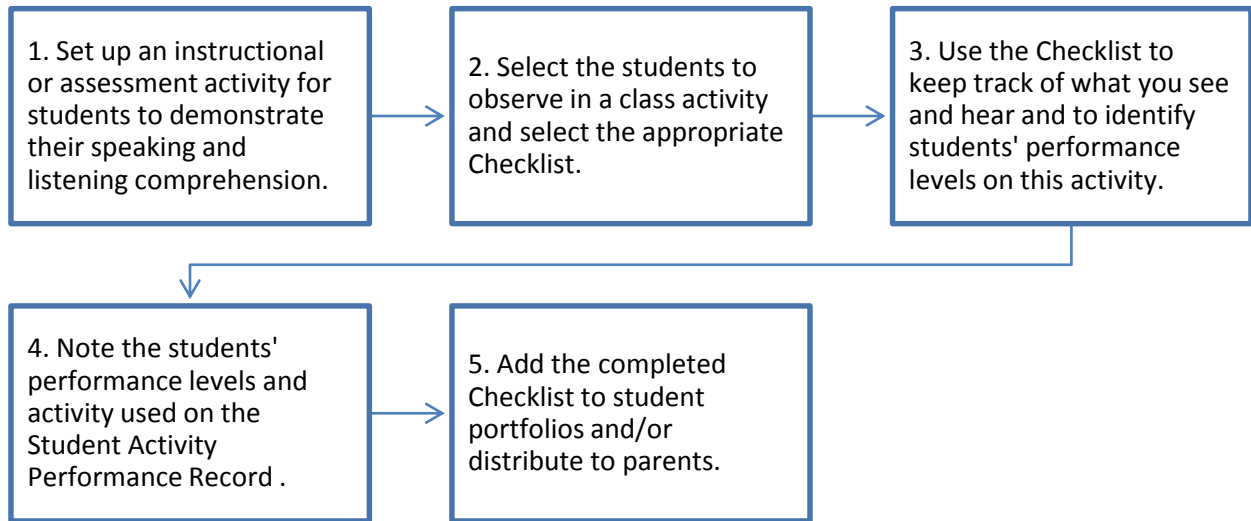 1. Set up an instructional
or assessment activity for
students to demonstrate
their speaking and
listening comprehension.
2. Select the students to
observe in a class activity
and select the appropriate
Checklist.
3. Use the Checklist to
keep track of what you see
and hear and to identify
students' performance
levels on this activity.
4. Note the students'
performance levels and
activity used on the
Student Activity
Performance Record .
5. Add the completed
Checklist to student
portfolios and/or
distribute to parents.